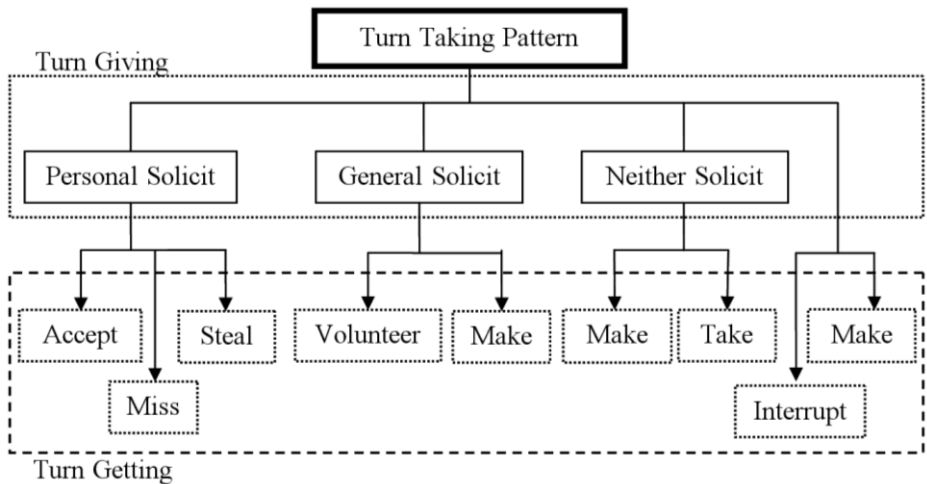 Turn Taking Pattern
Turn Giving
Personal Solicit
General Solicit
Neither Solicit
Accept
Steal
Volunteer
Make
Make
Take
Make
Miss
Interrupt
Turn Getting